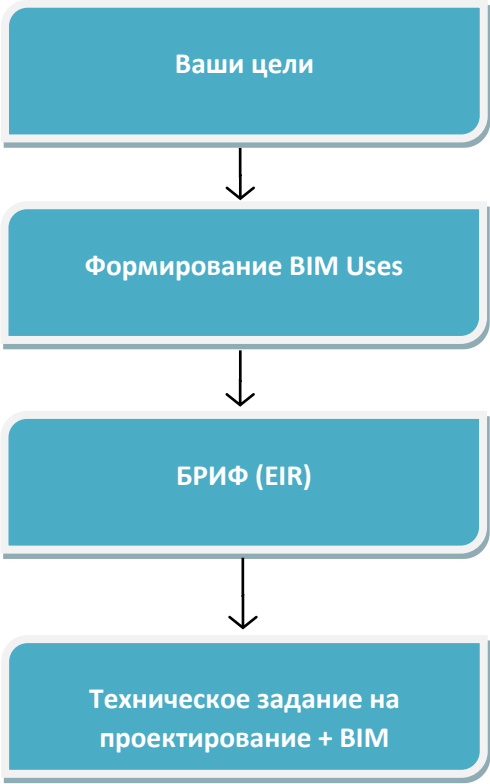 Ваши цели
Формирование BIM Uses
БРИФ (EIR)
Техническое задание на
проектирование + BIM